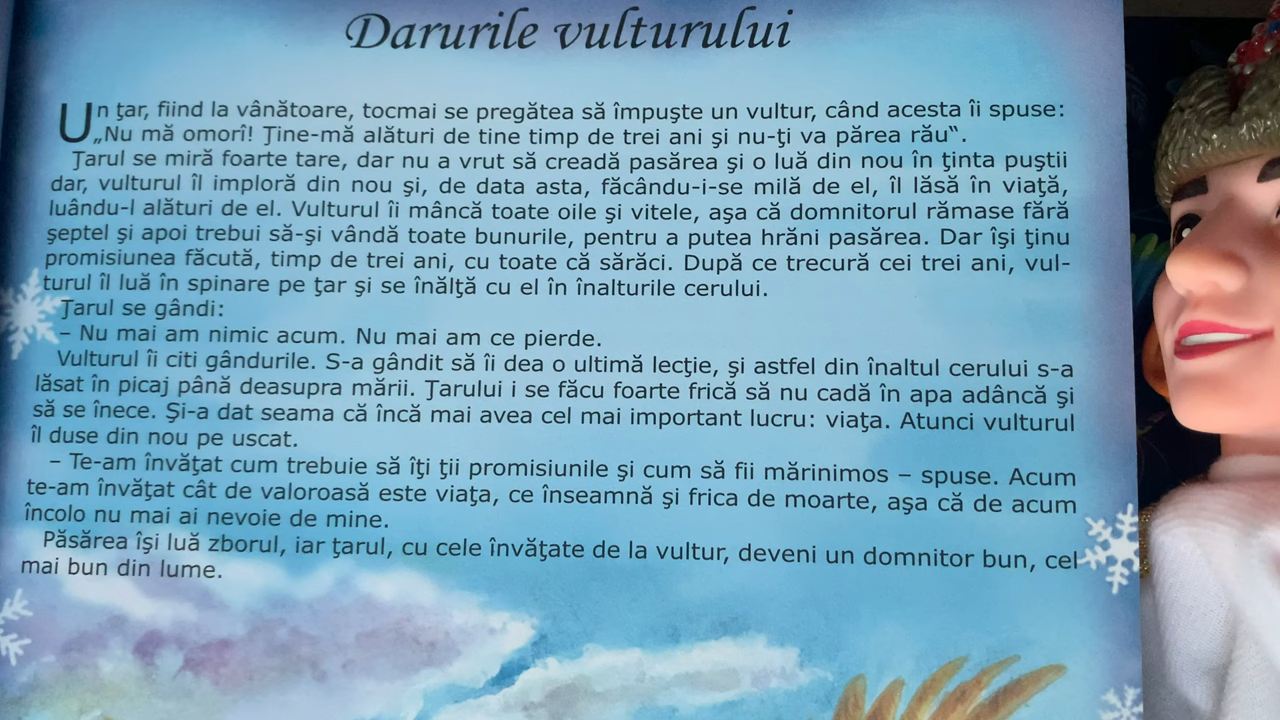 Darurile vulturului
Un ţar, fiind la vânătoare, tocmai se pregătea să împuşte un vultur, când acesta îi spuse:
„Nu mă omorî! Ţine-mă alături de tine timp de trei ani şi nu-ţi va părea rău“.
Ţarul se miră foarte tare, dar nu a vrut să creadă pasărea şi o luă din nou în ţinta puştii
dar, vulturul îl imploră din nou şi, de data asta, făcându-i-se milă de el, îl lăsă în viaţă,
luându-l alături de el. Vulturul îi mâncă toate oile şi vitele, aşa că domnitorul rămase fără
şeptel şi apoi trebui să-şi vândă toate bunurile, pentru a putea hrăni pasărea. Dar îşi ţinu
promisiunea făcută, timp de trei ani, cu toate că sărăci. După ce trecură cei trei ani, vul-
turul îl luă în spinare pe ţar şi se înălţă cu el în înalturile cerului.
Ţarul se gândi:
– Nu mai am nimic acum. Nu mai am ce pierde.
Vulturul îi citi gândurile. S-a gândit să îi dea o ultimă lecţie, şi astfel din înaltul cerului s-a
lăsat în picaj până deasupra mării. Ţarului i se făcu foarte frică să nu cadă în apa adâncă şi
să se înece. Şi-a dat seama că încă mai avea cel mai important lucru: viaţa. Atunci vulturul
îl duse din nou pe uscat.
– Te-am învăţat cum trebuie să îţi ţii promisiunile şi cum să fii mărinimos – spuse. Acum
te-am învăţat cât de valoroasă este viaţa, ce înseamnă şi frica de moarte, aşa că de acum
încolo nu mai ai nevoie de mine.
Păsărea îşi luă zborul, iar ţarul, cu cele învăţate de la vultur, deveni un domnitor bun, cel
mai bun din lume.